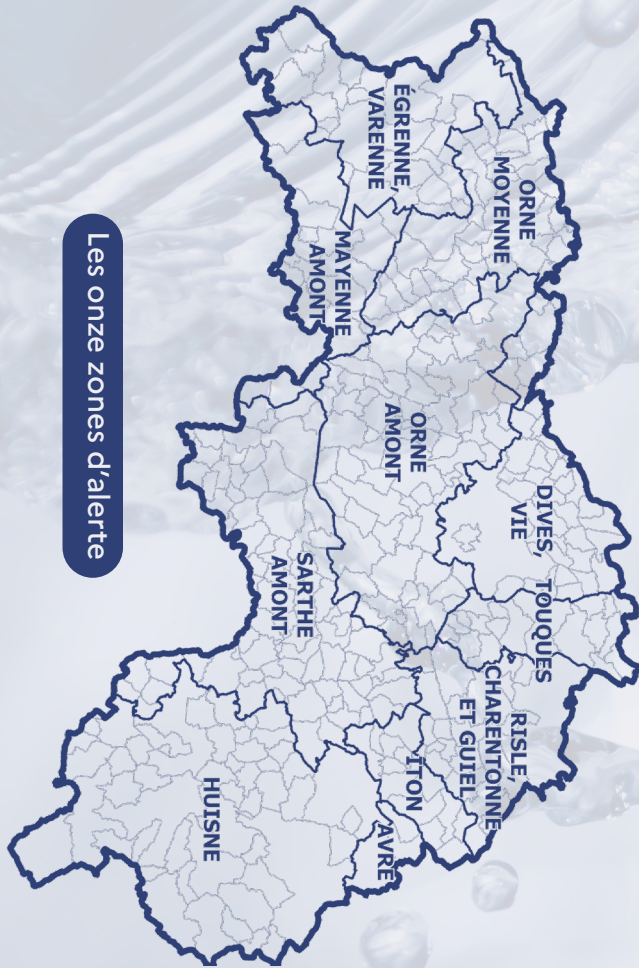 ÉGRENNE
VARENNE
ORNE
MOYENNE
MAYENNE
AMONT
ORNE
AMONT
DIVES,
VIE
TOUQUES
RISLE,
CHARENTONNE
ET GUIEL
SARTHE
AMONT
ITON
AVRE
HUISNE
Les onze zones d'alerte